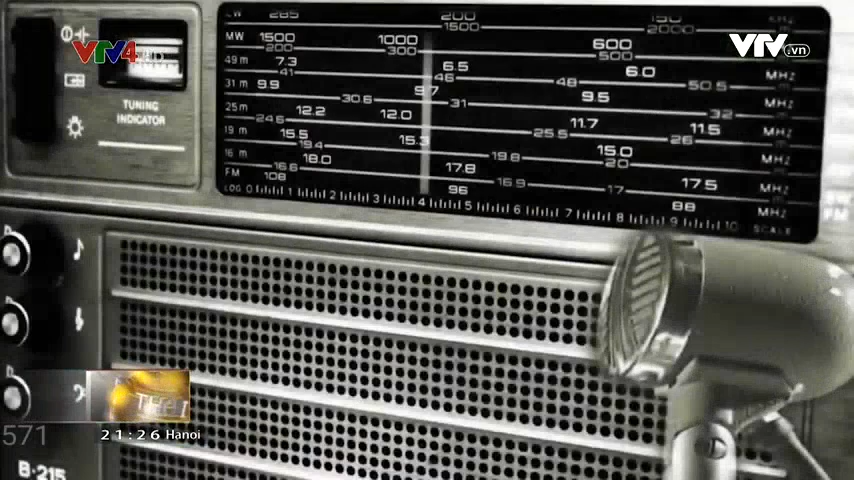 LW 285 200 150 KHz
1500 2000 m
MW 1500 1000 600 KHz
200 300 500 m
49 m 7.3 6.5 6.0 MHz
41 46 48 50.5 m
31 m 9.9 9.7 9.5 MHz
30.6 31 32 m
25 m 12.2 12.0 11.7 11.5 MHz
24.6 25.5 26 m
19 m 15.5 15.3 15.0 MHz
19.4 19.8 20
16 m 18.0 17.8 17.5 MHz
16.6 16.9 17
FM 108 96 88 MHz
LOG 0 1 2 3 4 5 6 7 8 9 10 SCALE
VTV4
HD
VTV.vn
TUNING
INDICATOR
FM
571
21:26 Hanoi
B-215